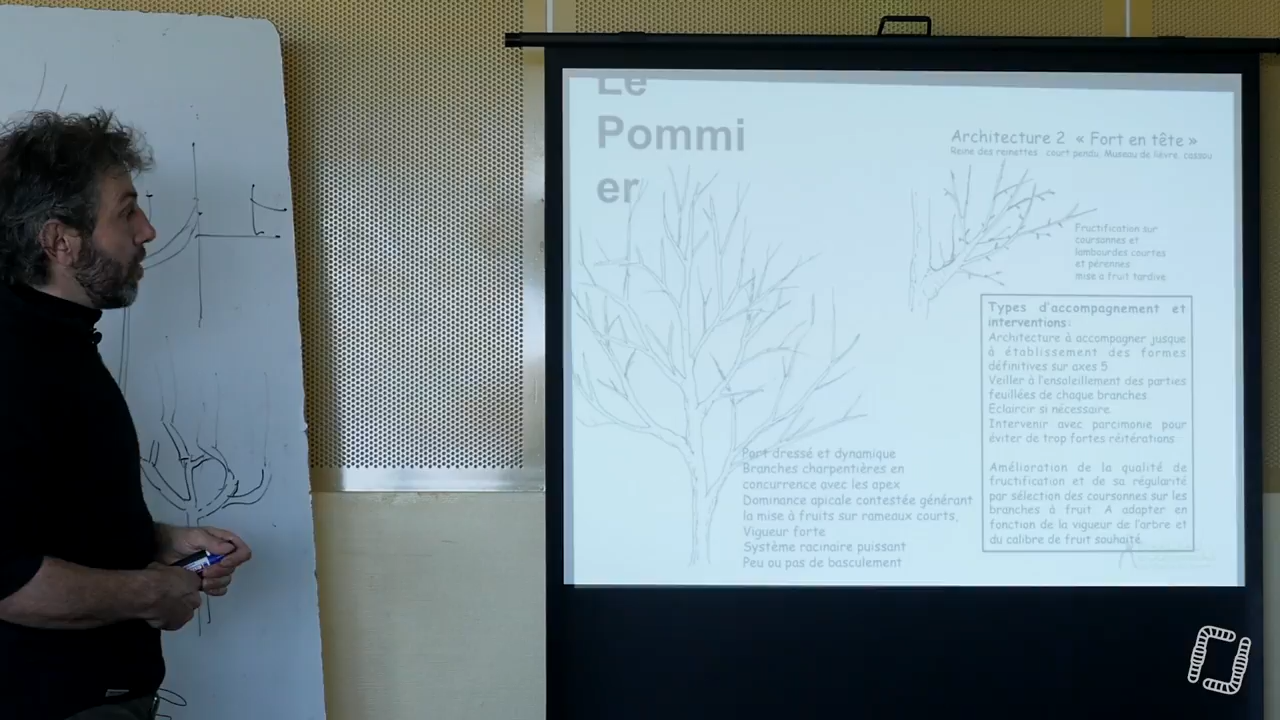 Le
Pommi
er
Architecture 2 « Fort en tête »
Reine des reinettes, court pendu, Museau de lièvre, cassou
Fructification sur
coursonnes et
lambourdes courtes
et pérennes
mise a fruit tardive
Types d'accompagnement et
interventions:
Architecture à accompagner jusque
à établissement des formes
définitives sur axes 5
Veiller à l'ensoleillement des parties
feuillées de chaque branches
Eclaircir si nécessaire.
Intervenir avec parcimonie pour
éviter de trop fortes réitérations
Amélioration de la qualité de
fructification et de sa régularité
par sélection des coursonnes sur les
branches à fruit. A adapter en
fonction de la vigueur de l'arbre et
du calibre de fruit souhaité.
Port dressé et dynamique
Branches charpentières en
concurrence avec les apex
Dominance apicale contestée générant
la mise à fruits sur rameaux courts,
Vigueur forte
Système racinaire puissant
Peu ou pas de basculement